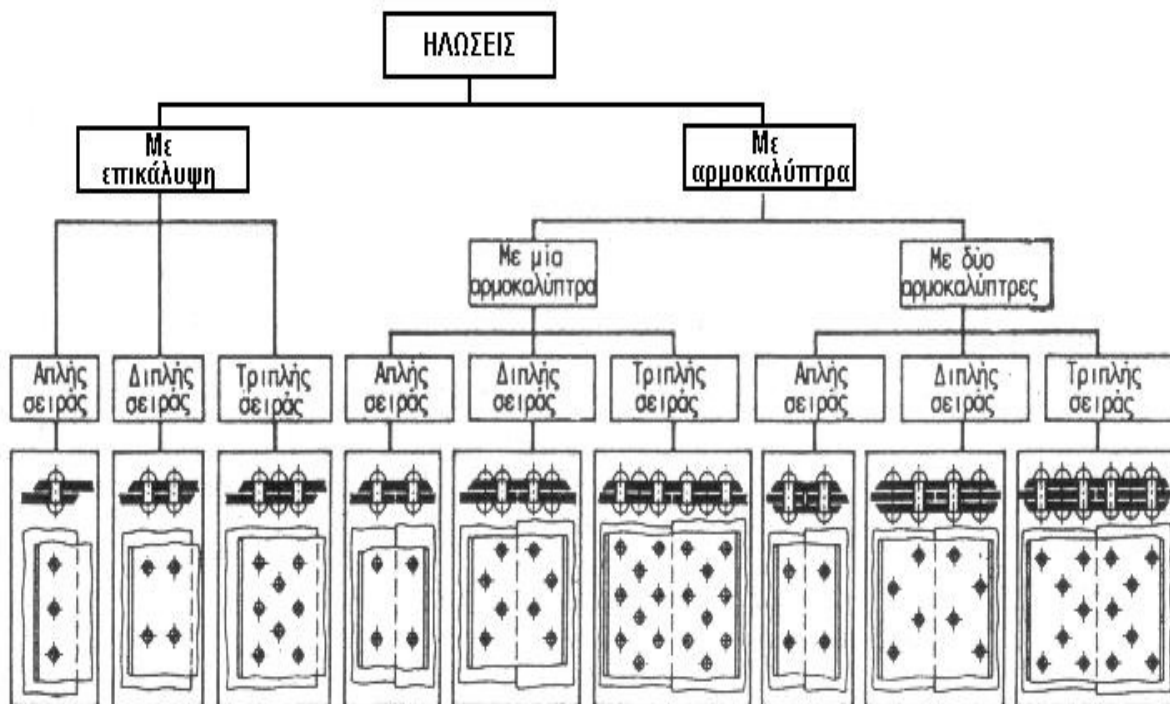 ΗΛΩΣΕΙΣ
Με
επικάλυψη
Με
αρμοκαλύπτρα
Με μία
αρμοκαλύπτρα
Με δύο
αρμοκαλύπτρες
Απλής
σειράς
Διπλής
σειράς
Τριπλής
σειράς
Απλής
σειράς
Διπλής
σειράς
Τριπλής
σειράς
Απλής
σειράς
Διπλής
σειράς
Τριπλής
σειράς